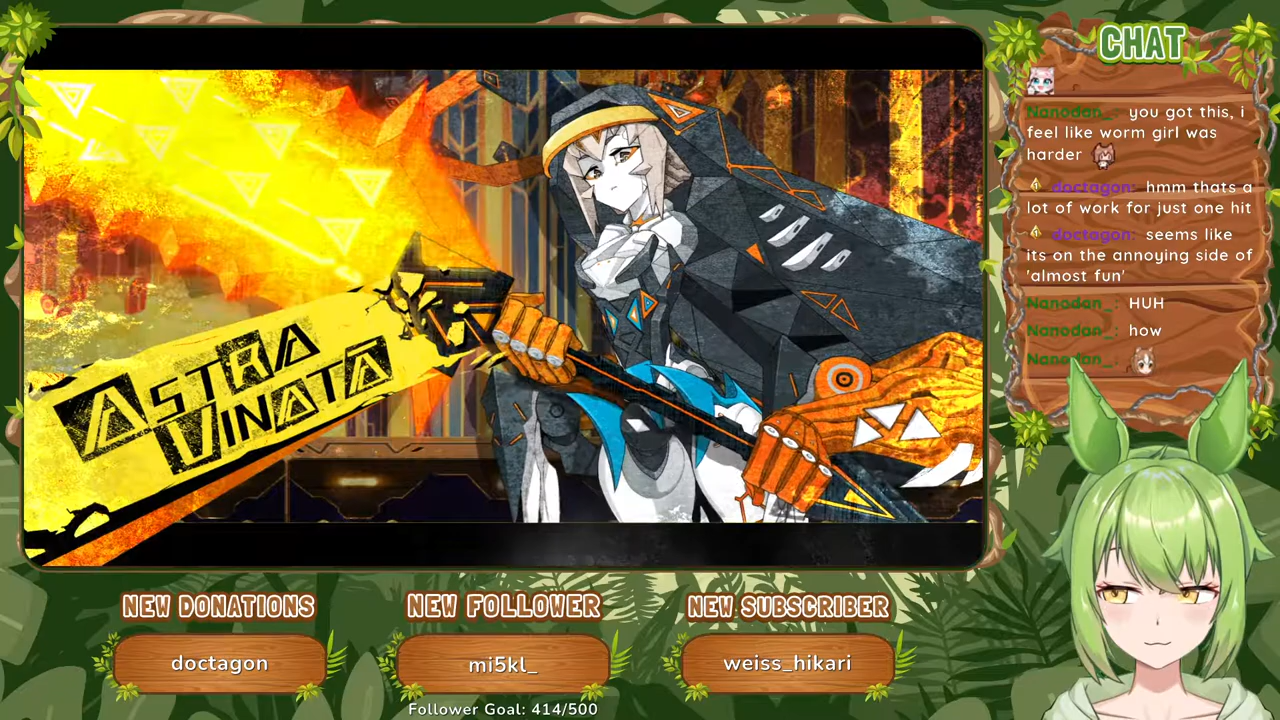 ASTRA
VINATA
CHAT
Nanodan_: you got this, i
feel like worm girl was
harder
doctagon: hmm thats a
lot of work for just one hit
doctagon: seems like
its on the annoying side of
'almost fun'
Nanodan_: HUH
Nanodan_: how
Nanodan_:
NEW DONATIONS
doctagon
NEW FOLLOWER
mi5kl_
Follower Goal: 414/500
NEW SUBSCRIBER
weiss_hikari